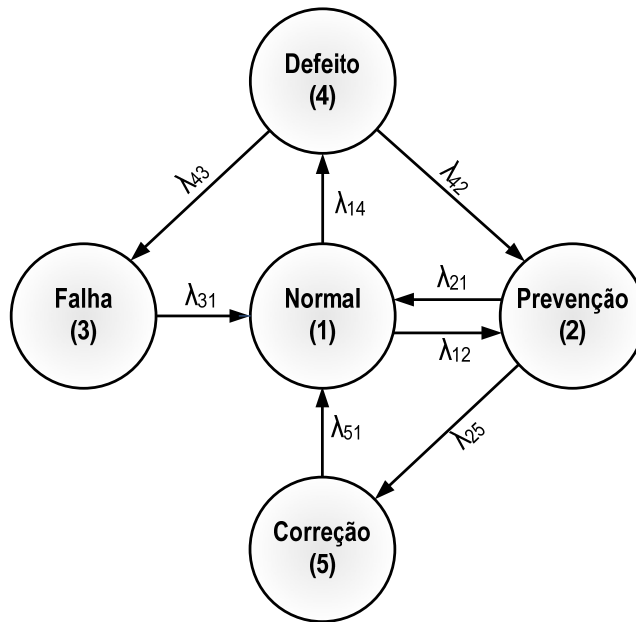 Defeito
(4)
λ43
λ42
λ14
Falha
(3)
λ31
Normal
(1)
λ21
λ12
Prevenção
(2)
λ51
λ25
Correção
(5)